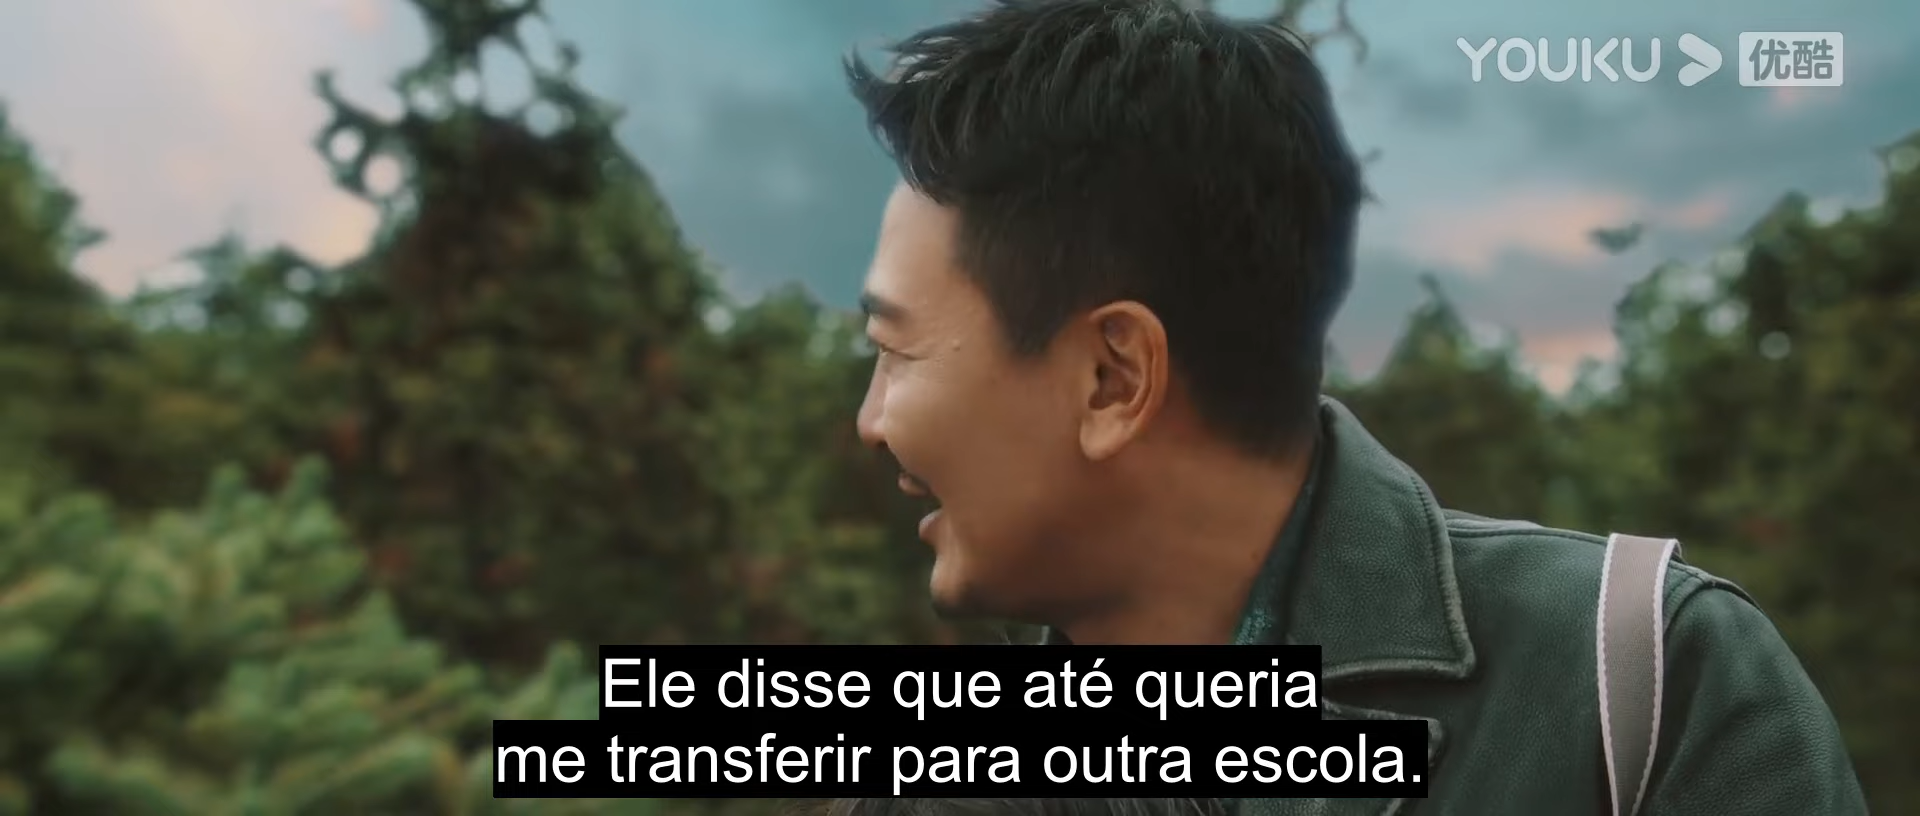 YOUKU 优酷
Ele disse que até queria
me transferir para outra escola.